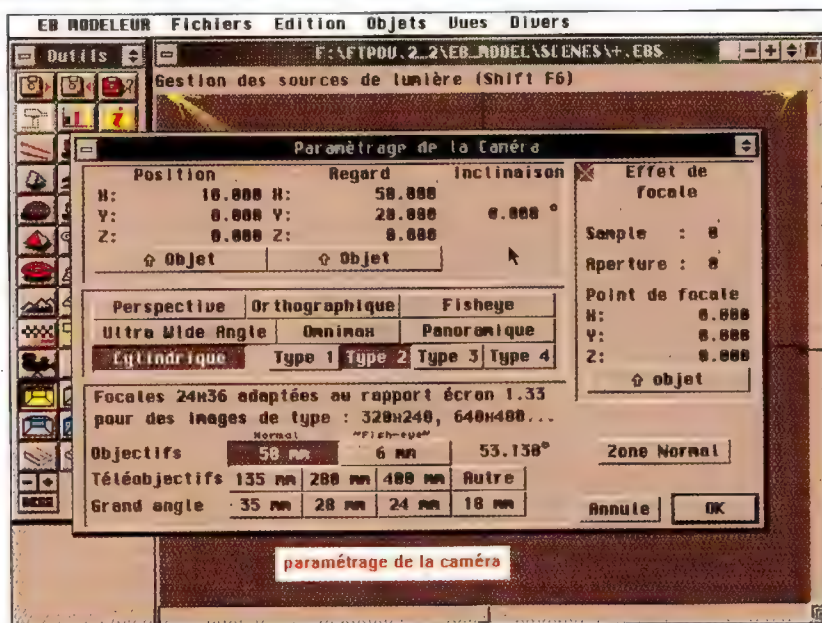 EB MODELEUR Fichiers Edition Objets Vues Divers
Outils
F:\FTPOU.2_2\EB_MODEL\SCENES\+.EBS
Gestion des sources de lumière (Shift F6)
Paramètrage de la Caméra
Position Regard Inclinaison
X: 10.000 X: 50.000
Y: 0.000 Y: 20.000 0.000 °
Z: 0.000 Z: 0.000
⇧ Objet ⇧ Objet
Effet de
focale
Sample : 0
Aperture : 0
Point de focale
X: 0.000
Y: 0.000
Z: 0.000
⇧ objet
Perspective Orthographique Fisheye
Ultra Wide Angle Omnimax Panoramique
Cylindrique Type 1 Type 2 Type 3 Type 4
Focales 24x36 adaptées au rapport écran 1.33
pour des images de type : 320x240, 640x480...
Normal "Fish-eye"
Objectifs 50 mm 6 mm 53.130°
Téléobjectifs 135 mm 200 mm 400 mm Autre
Grand angle 35 mm 28 mm 24 mm 18 mm
Zone Normal
Annule OK
paramétrage de la caméra